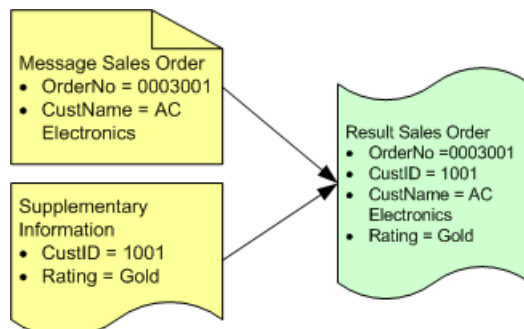 Message Sales Order
• OrderNo = 0003001
• CustName = AC
Electronics
Supplementary
Information
• CustID = 1001
• Rating = Gold
Result Sales Order
• OrderNo =0003001
• CustID = 1001
• CustName = AC
Electronics
• Rating = Gold